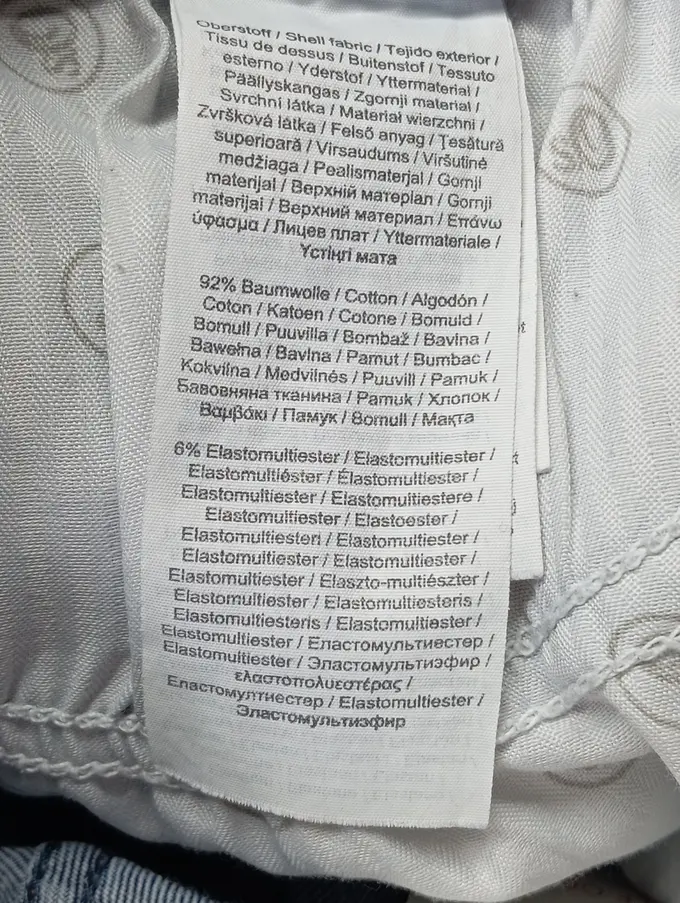 Oberstoff / Shell fabric / Tejido exterior /
Tissu de dessus / Buitenstof / Tessuto
esterno / Yderstof / Yttermaterial /
Päällyskangas / Zgornji material /
Svrchní látka / Materiał wierzchni /
Zvršková látka / Felső anyag / Țesătură
superioară / Virsaudums / Viršutinė
medžiaga / Pealismaterjal / Gornji
materijal / Верхній матеріал / Gornji
materijal / Верхний материал / Επάνω
ύφασμα / Лицев плат / Yttermateriale /
Үстіңгі мата
92% Baumwolle / Cotton / Algodón /
Coton / Katoen / Cotone / Bomuld /
Bomull / Puuvilla / Bombaž / Bavlna /
Bawełna / Bavlna / Pamut / Bumbac /
Kokvilna / Medvilnės / Puuvill / Pamuk /
Бавовняна тканина / Pamuk / Хлопок /
Βαμβάκι / Памук / Bomull / Мақта
6% Elastomultiester / Elastomultiester /
Elastomultiéster / Élastomultiester /
Elastomultiester / Elastomultiestere /
Elastomultiester / Elastoester /
Elastomultiesteri / Elastomultiester /
Elastomultiester / Elastomultiester /
Elastomultiester / Elaszto-multiészter /
Elastomultiester / Elastomultiesteris /
Elastomultiesteris / Elastomultiester /
Elastomultiester / Еластомультиестер /
Elastomultiester / Эластомультиэфир /
ελαστοπολυεστέρας /
Еластомултиестер / Elastomultiester /
Эластомультиэфир